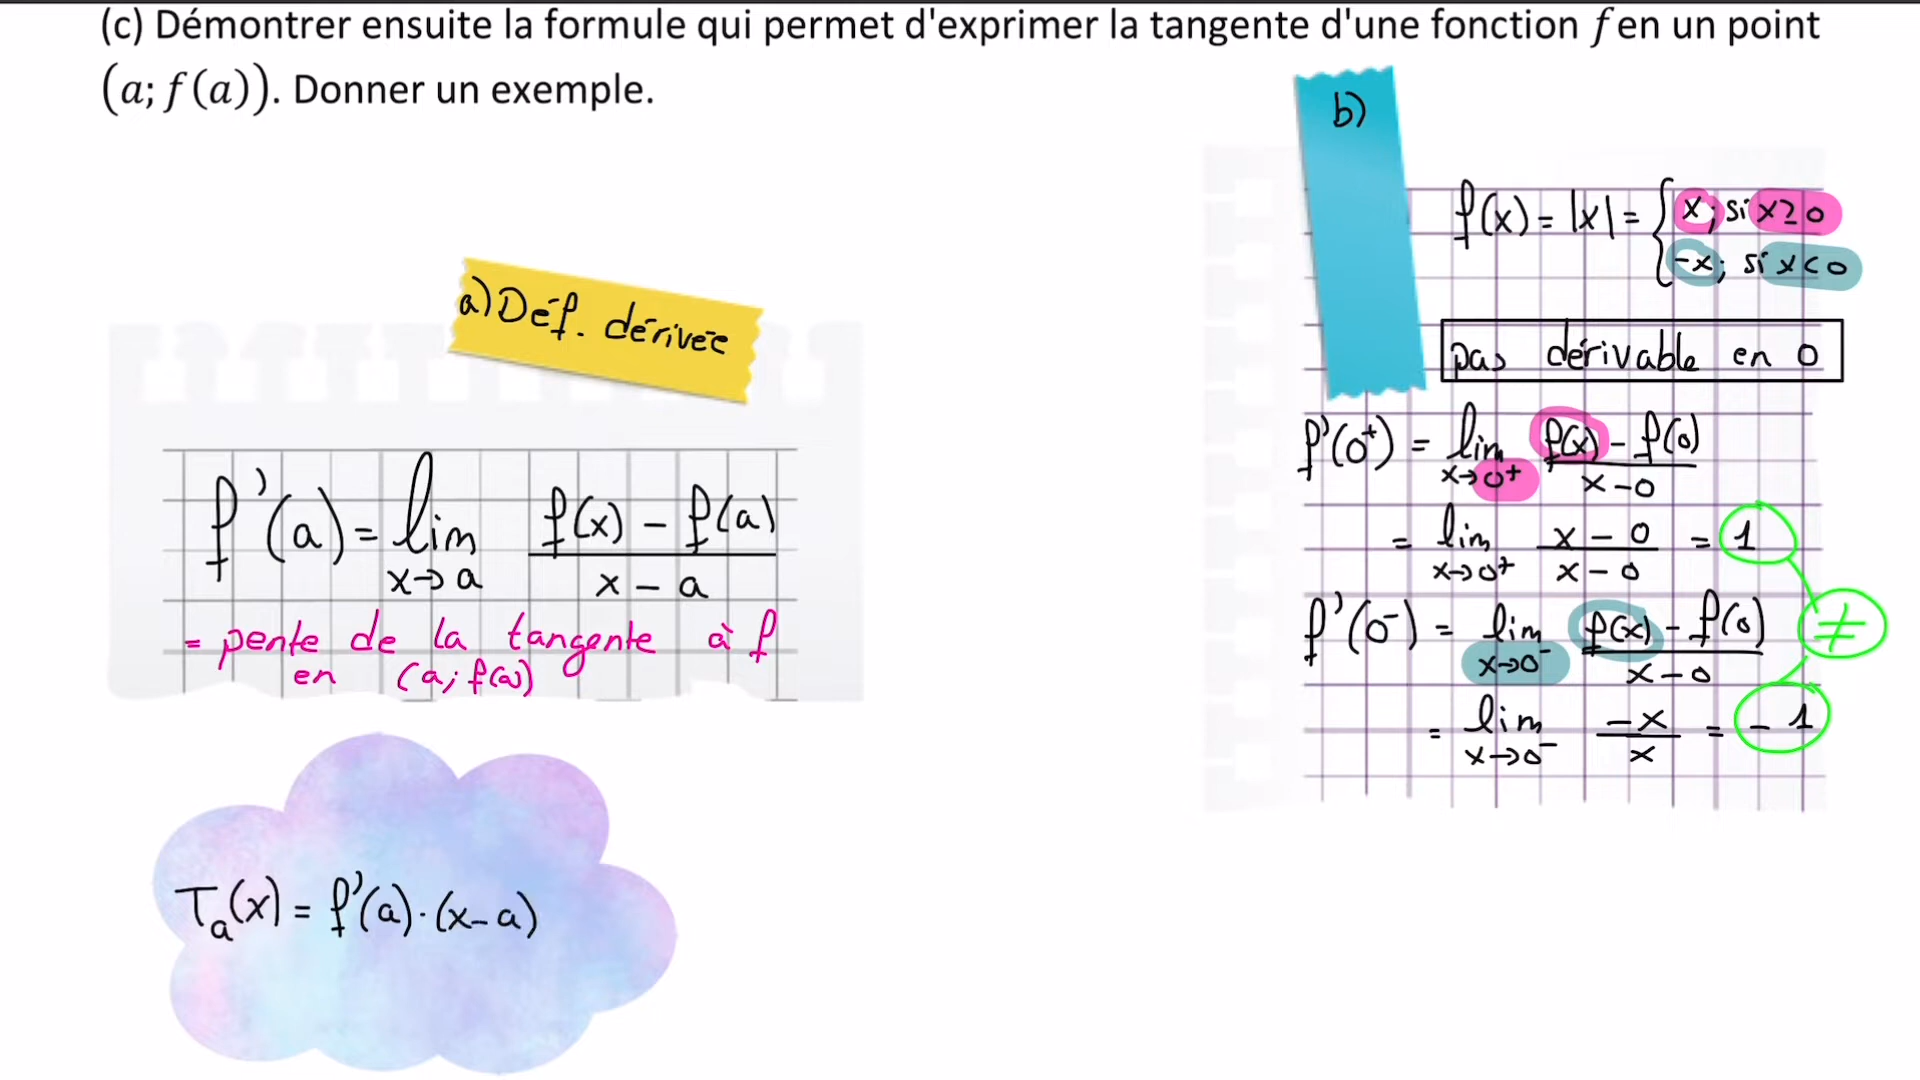 (c) Démontrer ensuite la formule qui permet d'exprimer la tangente d'une fonction f en un point
(a; f(a)). Donner un exemple.
a) Déf. dérivée
f'(a) = lim x→a (f(x) - f(a))/(x - a)
= pente de la tangente à f
en (a; f(a))
T_a(x) = f'(a)·(x-a)
b)
f(x) = |x| = { x; si x≥0
-x; si x<0
pas dérivable en 0
f'(0⁺) = lim x→0⁺ (f(x) - f(0))/(x-0)
= lim x→0⁺ (x-0)/(x-0) = 1
f'(0⁻) = lim x→0⁻ (f(x) - f(0))/(x-0) ≠
= lim x→0⁻ -x/x = -1